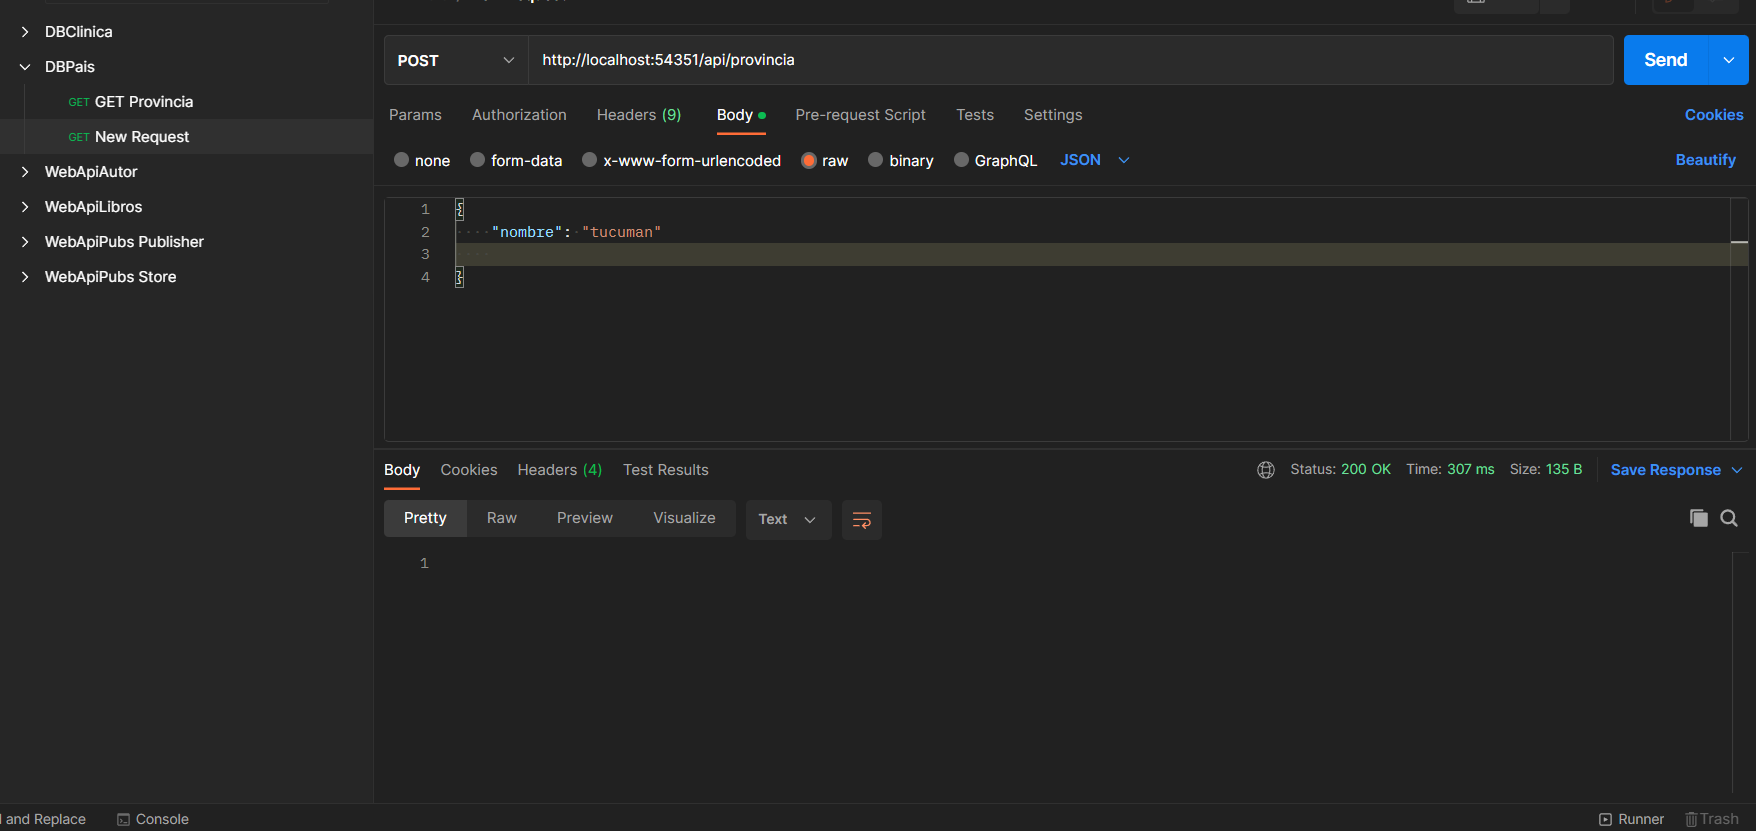 DBClinica
DBPais
GET GET Provincia
GET New Request
WebApiAutor
WebApiLibros
WebApiPubs Publisher
WebApiPubs Store
POST http://localhost:54351/api/provincia Send
Params Authorization Headers (9) Body Pre-request Script Tests Settings Cookies
none form-data x-www-form-urlencoded raw binary GraphQL JSON Beautify
1 {
2 "nombre": "tucuman"
3
4 }
Body Cookies Headers (4) Test Results Status: 200 OK Time: 307 ms Size: 135 B Save Response
Pretty Raw Preview Visualize Text
1
and Replace Console Runner Trash